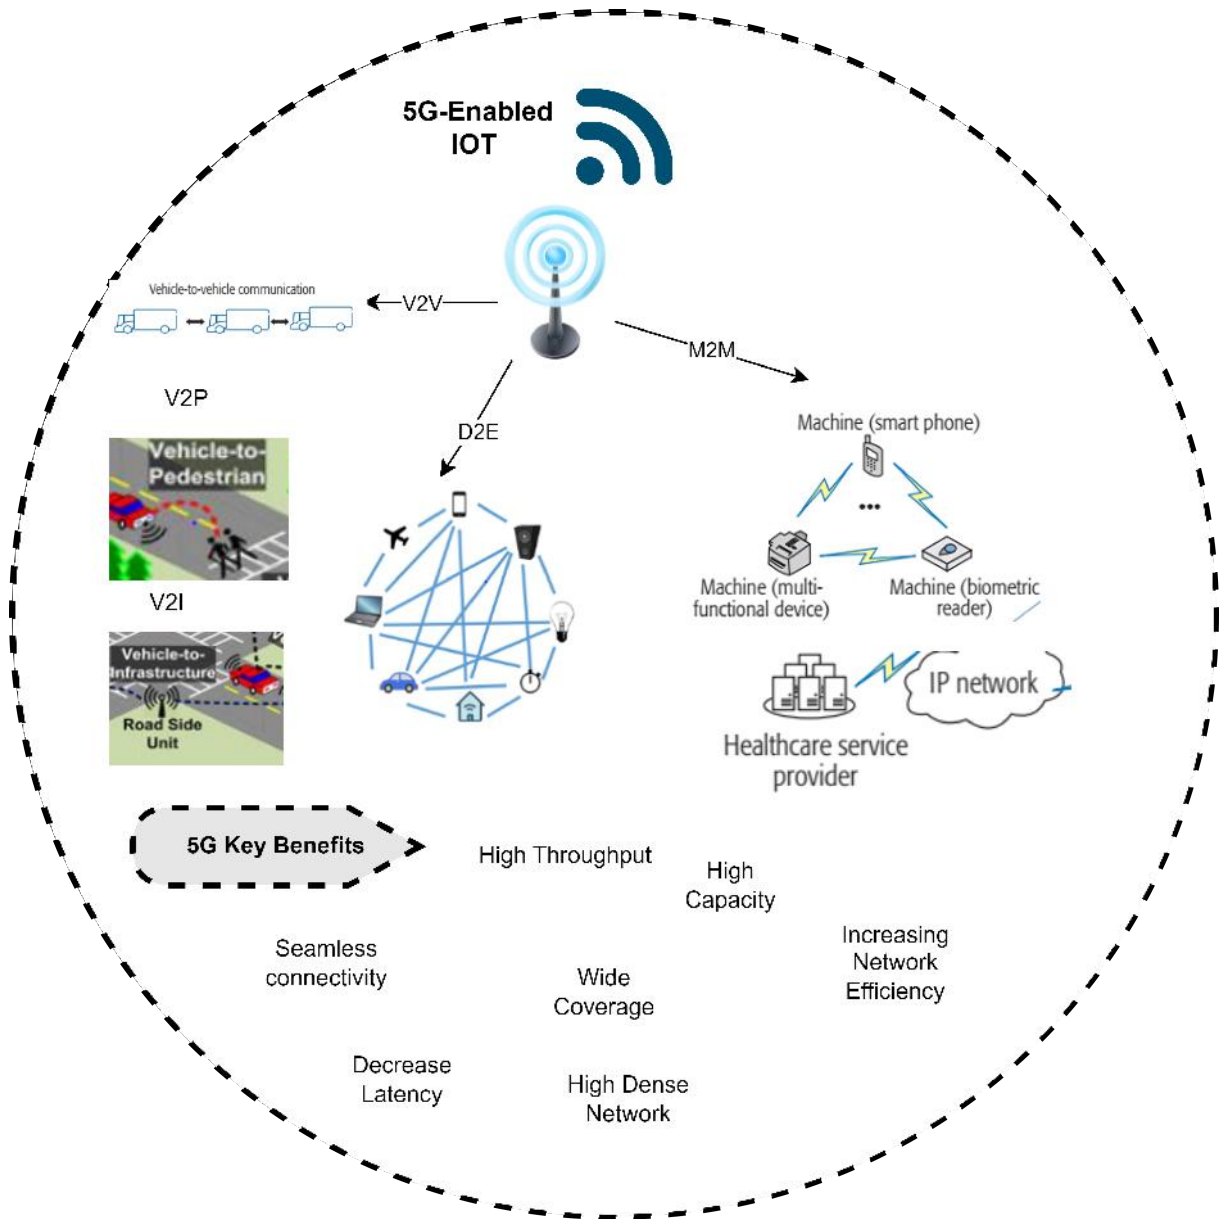 5G-Enabled
IOT
Vehicle-to-vehicle communication
V2V
M2M
V2P
D2E
Vehicle-to-
Pedestrian
Machine (smart phone)
Machine (multi-
functional device)
Machine (biometric
reader)
V2I
Vehicle-to-
Infrastructure
Road Side
Unit
IP network
Healthcare service
provider
5G Key Benefits
High Throughput
High
Capacity
Seamless
connectivity
Wide
Coverage
Increasing
Network
Efficiency
Decrease
Latency
High Dense
Network